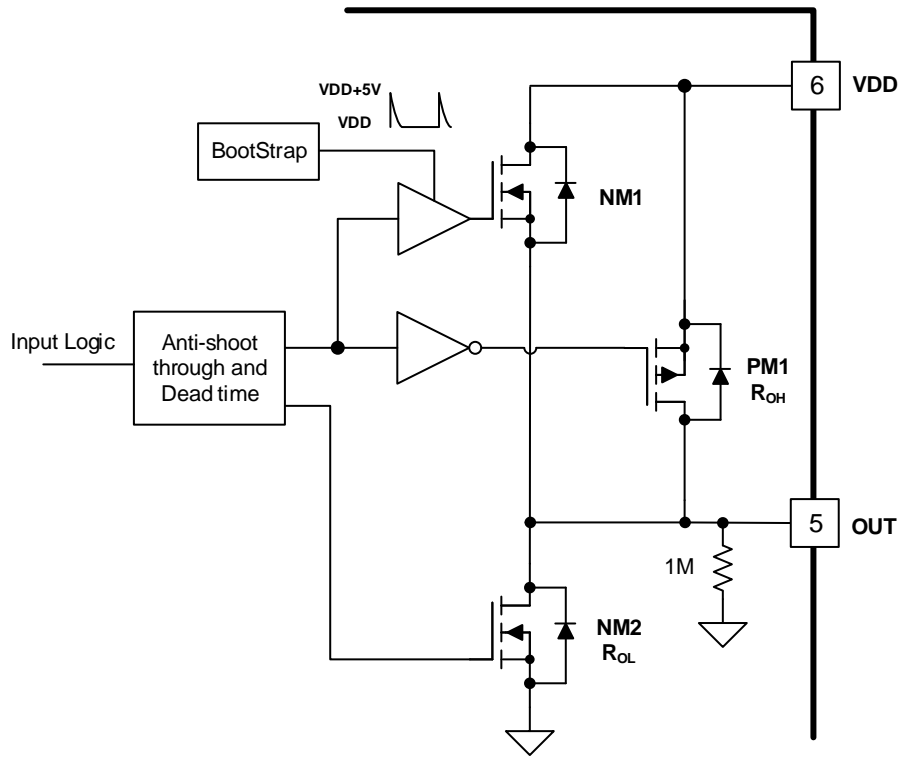 VDD+5V
VDD
BootStrap
6
VDD
NM1
Input Logic
Anti-shoot
through and
Dead time
PM1
ROH
5
OUT
1M
NM2
ROL